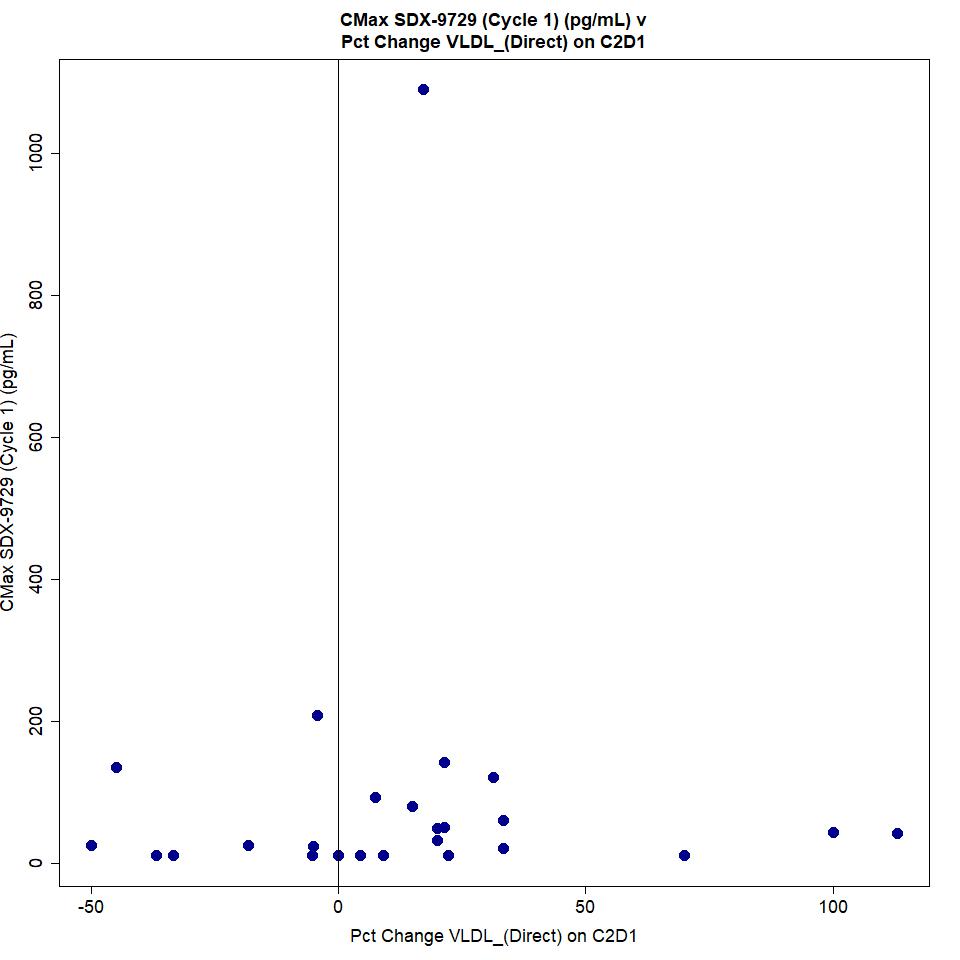 CMax SDX-9729 (Cycle 1) (pg/mL) v
Pct Change VLDL_(Direct) on C2D1
CMax SDX-9729 (Cycle 1) (pg/mL)
1000
800
600
400
200
0
-50
0
50
100
Pct Change VLDL_(Direct) on C2D1